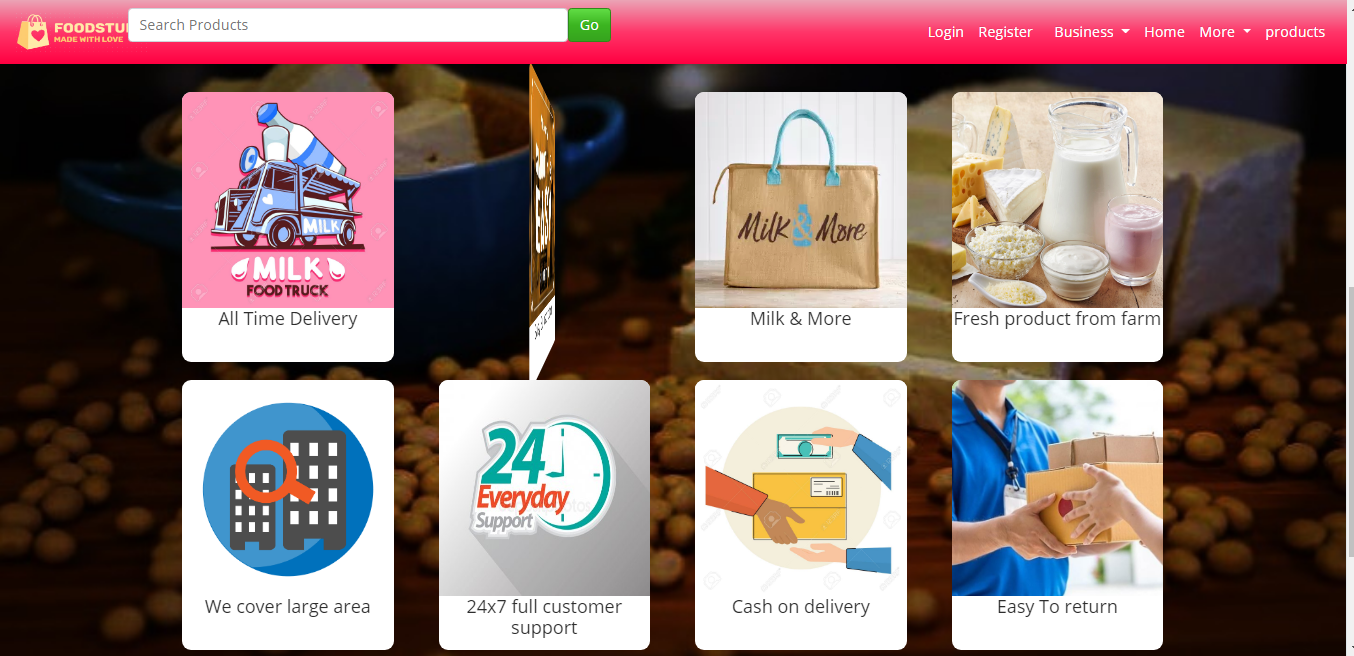 FOODSTU
MADE WITH LOVE
Search Products
Go
Login Register Business Home More products
MILK
MILK
FOOD TRUCK
All Time Delivery
EASY
Milk & More
Milk & More
Fresh product from farm
We cover large area
24
Everyday
Support
24x7 full customer
support
Cash on delivery
Easy To return